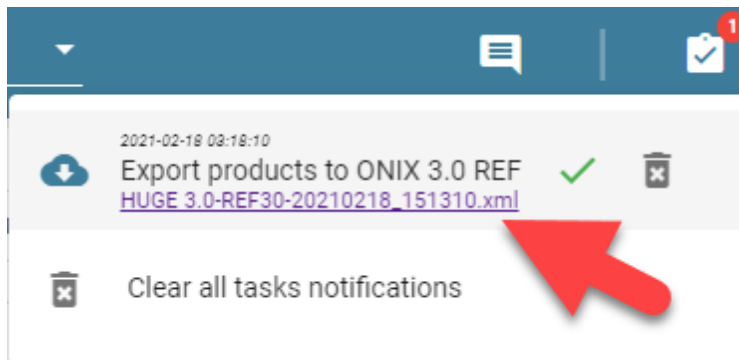 1
2021-02-18 03:18:10
Export products to ONIX 3.0 REF
HUGE 3.0-REF30-20210218_151310.xml
Clear all tasks notifications